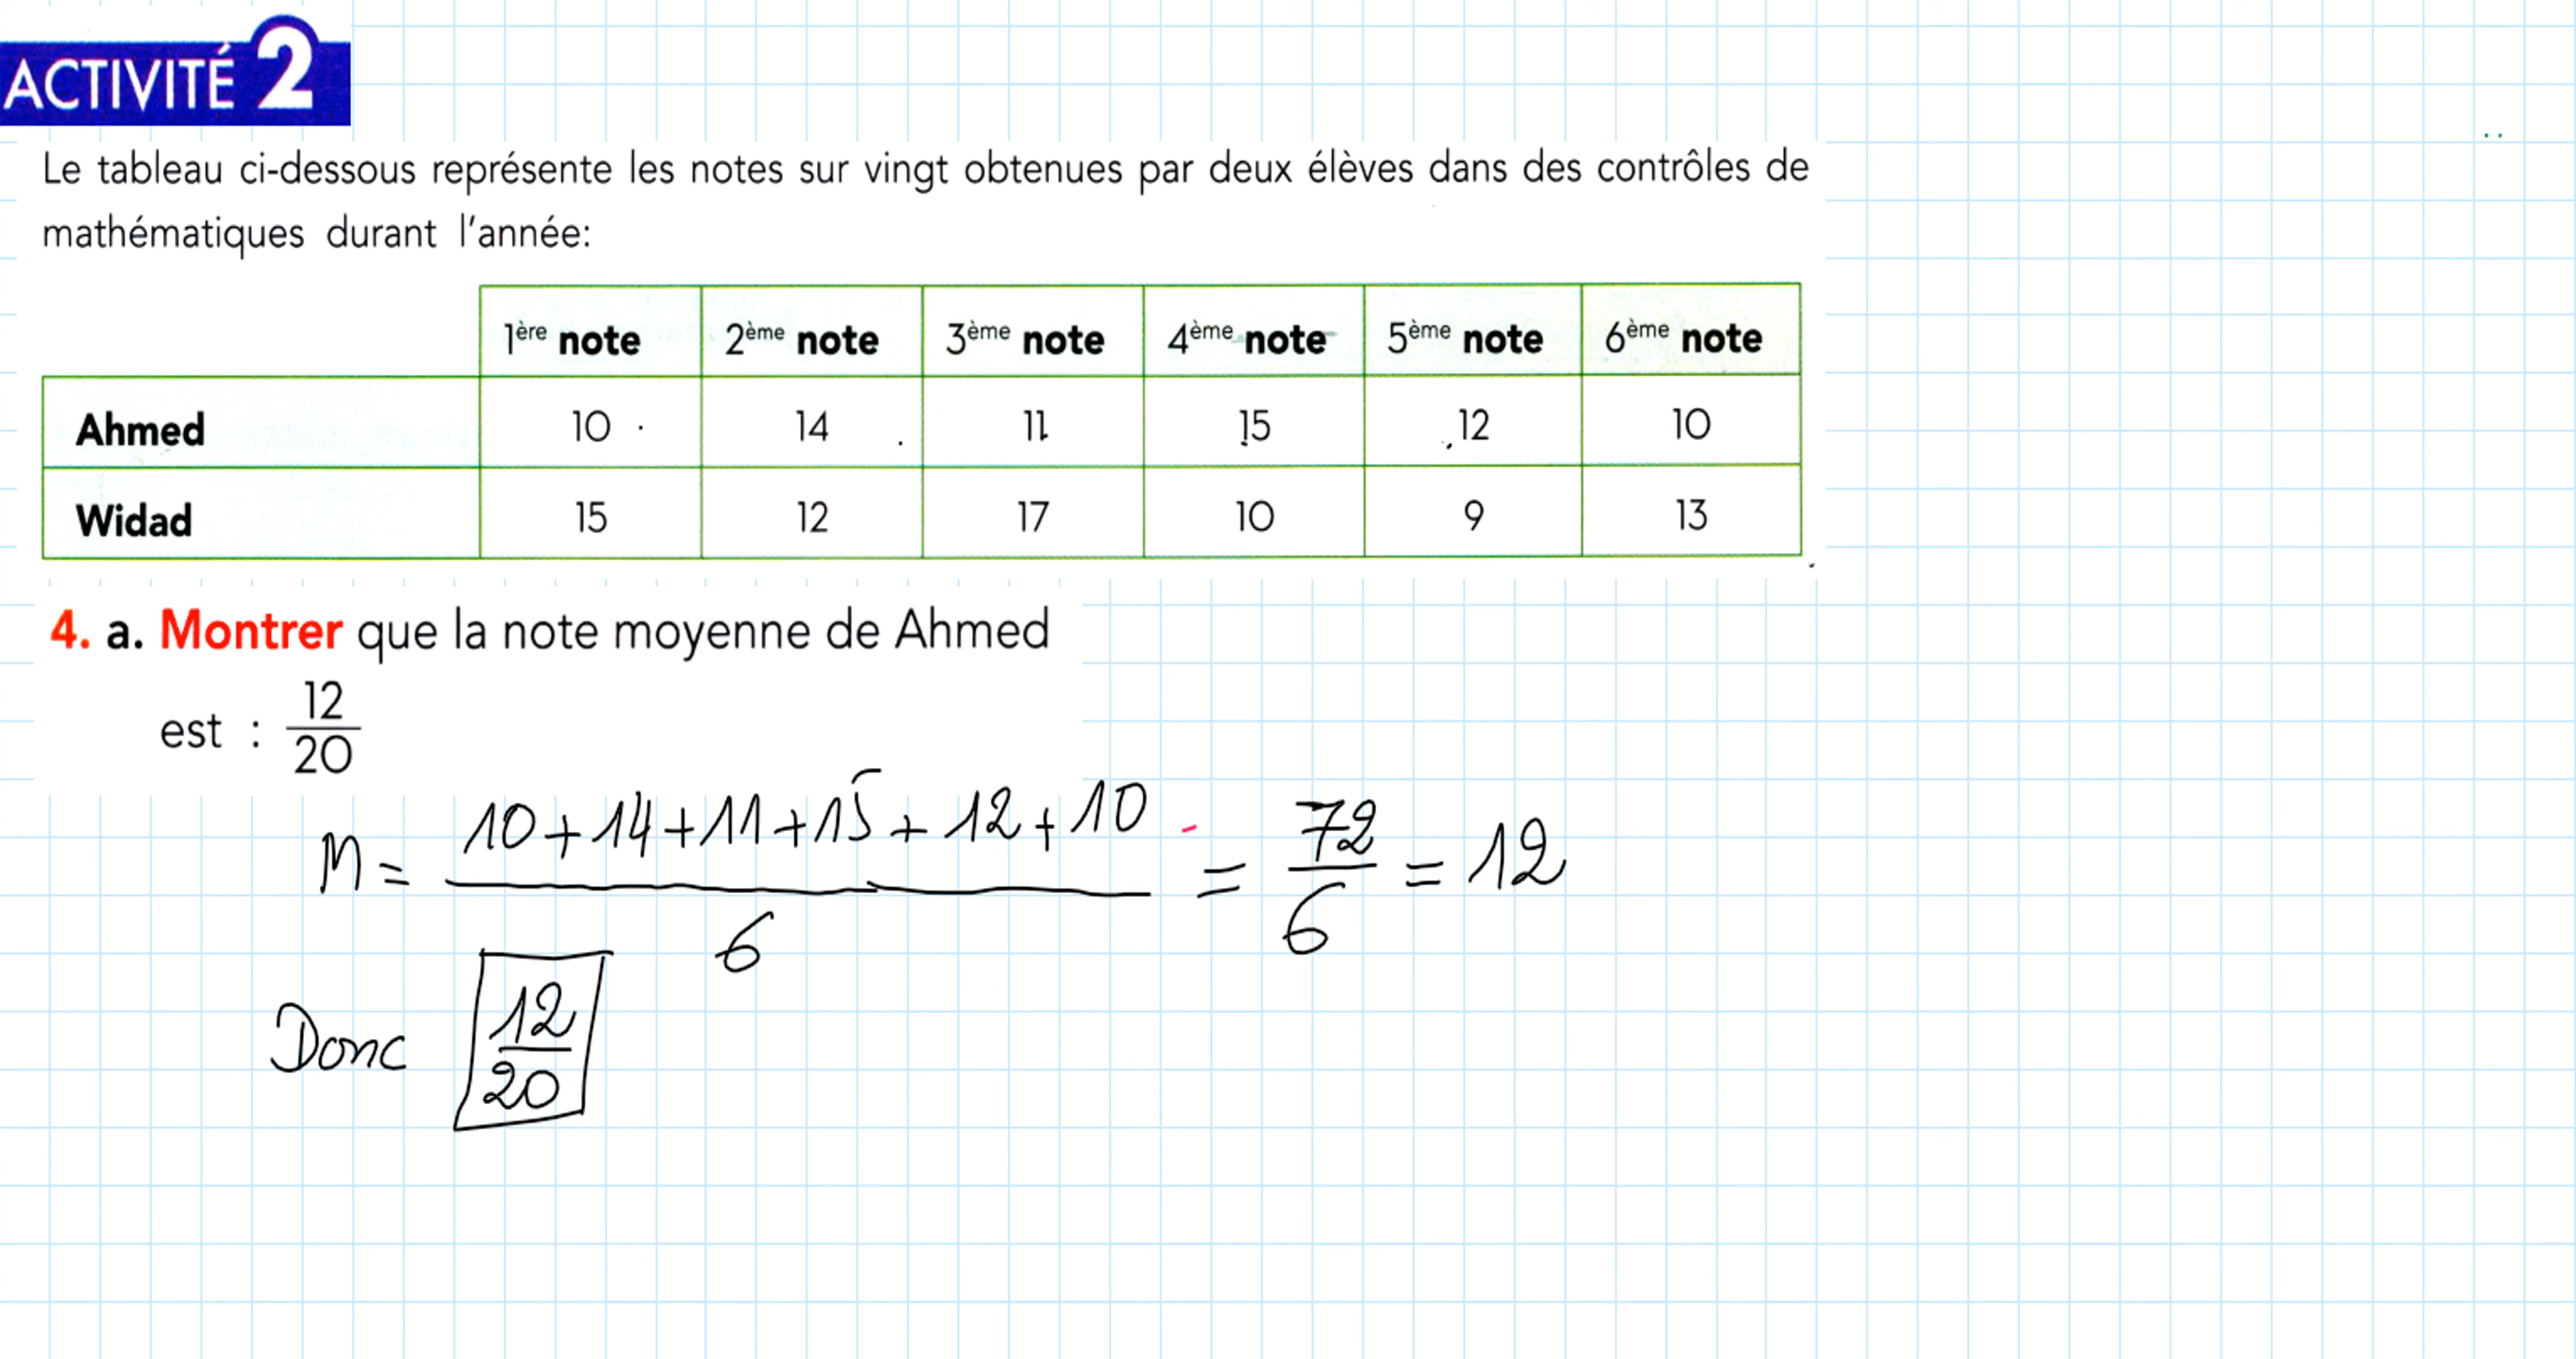 ACTIVITÉ 2
Le tableau ci-dessous représente les notes sur vingt obtenues par deux élèves dans des contrôles de
mathématiques durant l'année:
1ère note 2ème note 3ème note 4ème note 5ème note 6ème note
Ahmed 10 14 11 15 12 10
Widad 15 12 17 10 9 13
4. a. Montrer que la note moyenne de Ahmed
est : 12/20
M = (10+14+11+15+12+10)/6 = 72/6 = 12
Donc 12/20